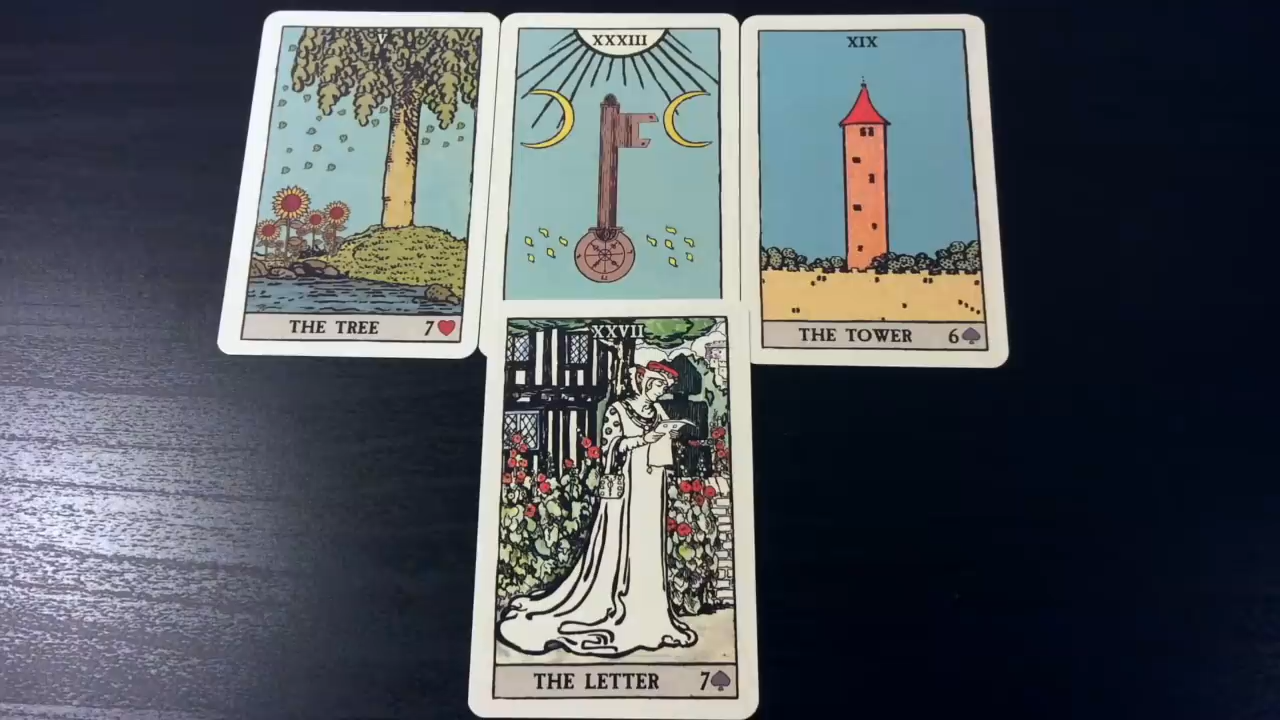 V
XXXIII
XIX
THE TREE 7
THE TOWER 6
XXVII
THE LETTER 7